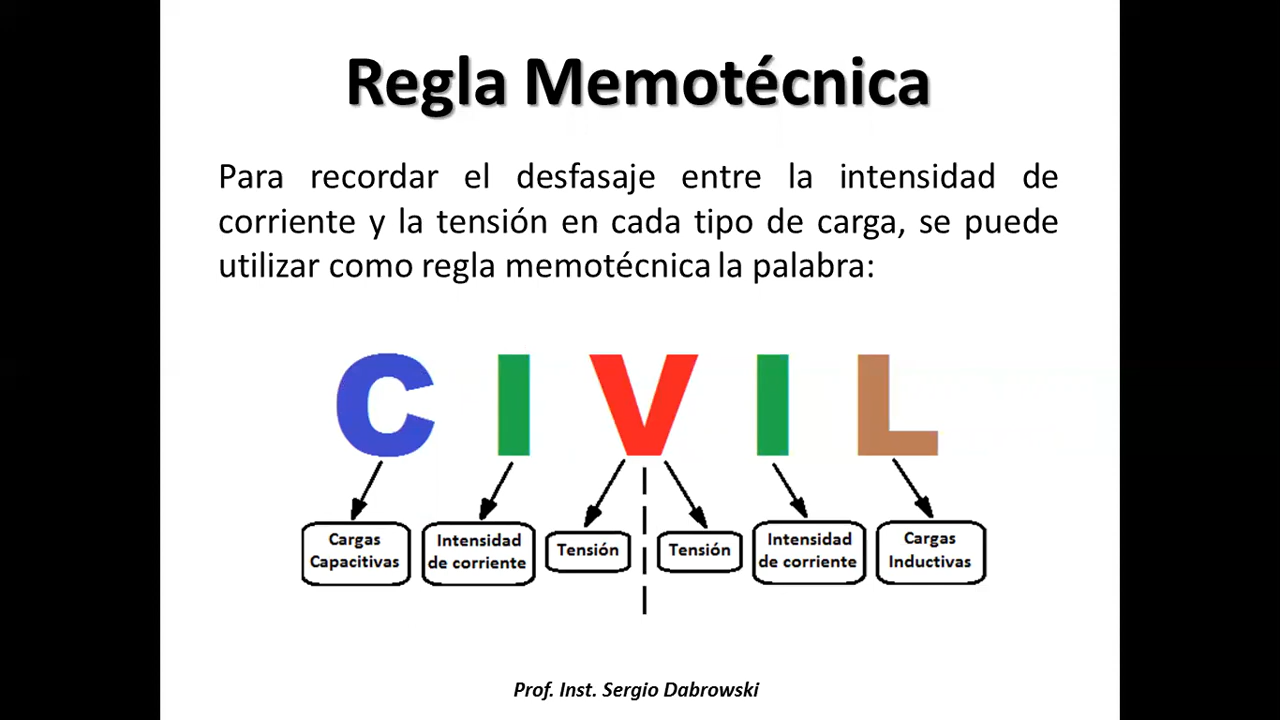 Regla Memotécnica
Para recordar el desfasaje entre la intensidad de
corriente y la tensión en cada tipo de carga, se puede
utilizar como regla memotécnica la palabra:
C I V I L
Cargas
Capacitivas
Intensidad
de corriente
Tensión
Tensión
Intensidad
de corriente
Cargas
Inductivas
Prof. Inst. Sergio Dabrowski